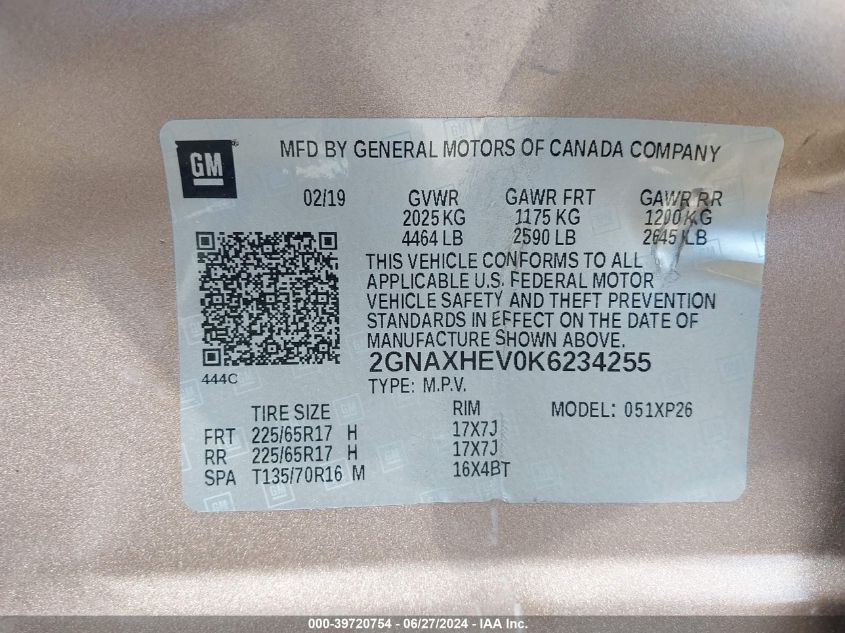 GM
MFD BY GENERAL MOTORS OF CANADA COMPANY
02/19 GVWR GAWR FRT GAWR RR
2025 KG 1175 KG 1200 KG
4464 LB 2590 LB 2645 LB
THIS VEHICLE CONFORMS TO ALL
APPLICABLE U.S. FEDERAL MOTOR
VEHICLE SAFETY AND THEFT PREVENTION
STANDARDS IN EFFECT ON THE DATE OF
MANUFACTURE SHOWN ABOVE.
2GNAXHEV0K6234255
444C
TYPE: M.P.V.
TIRE SIZE RIM MODEL: 051XP26
FRT 225/65R17 H 17X7J
RR 225/65R17 H 17X7J
SPA T135/70R16 M 16X4BT
000-39720754 - 06/27/2024 - IAA Inc.